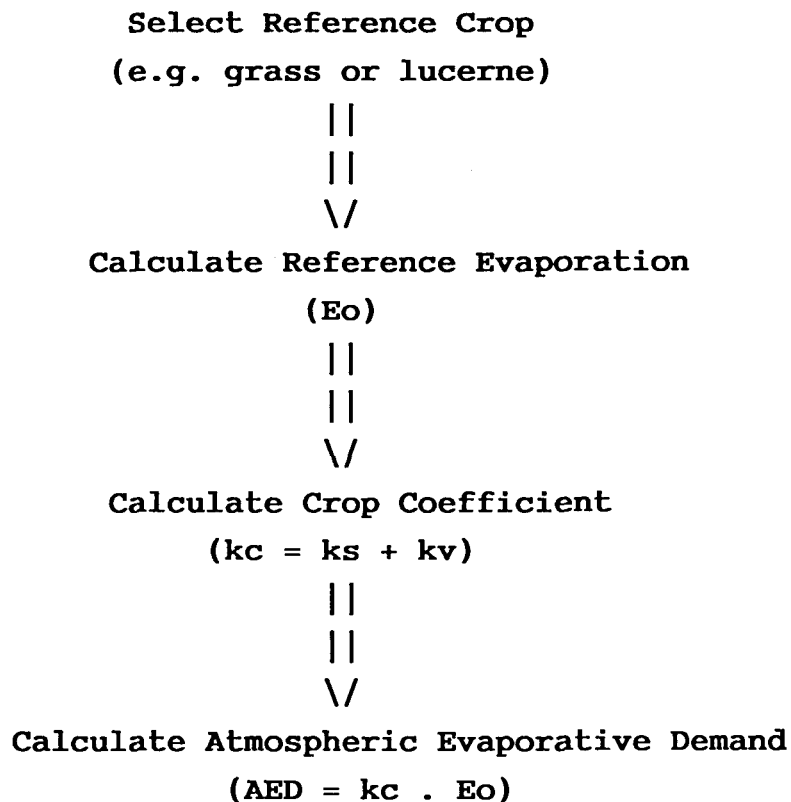 Select Reference Crop
(e.g. grass or lucerne)
||
||
\/
Calculate Reference Evaporation
(Eo)
||
||
\/
Calculate Crop Coefficient
(kc = ks + kv)
||
||
\/
Calculate Atmospheric Evaporative Demand
(AED = kc . Eo)